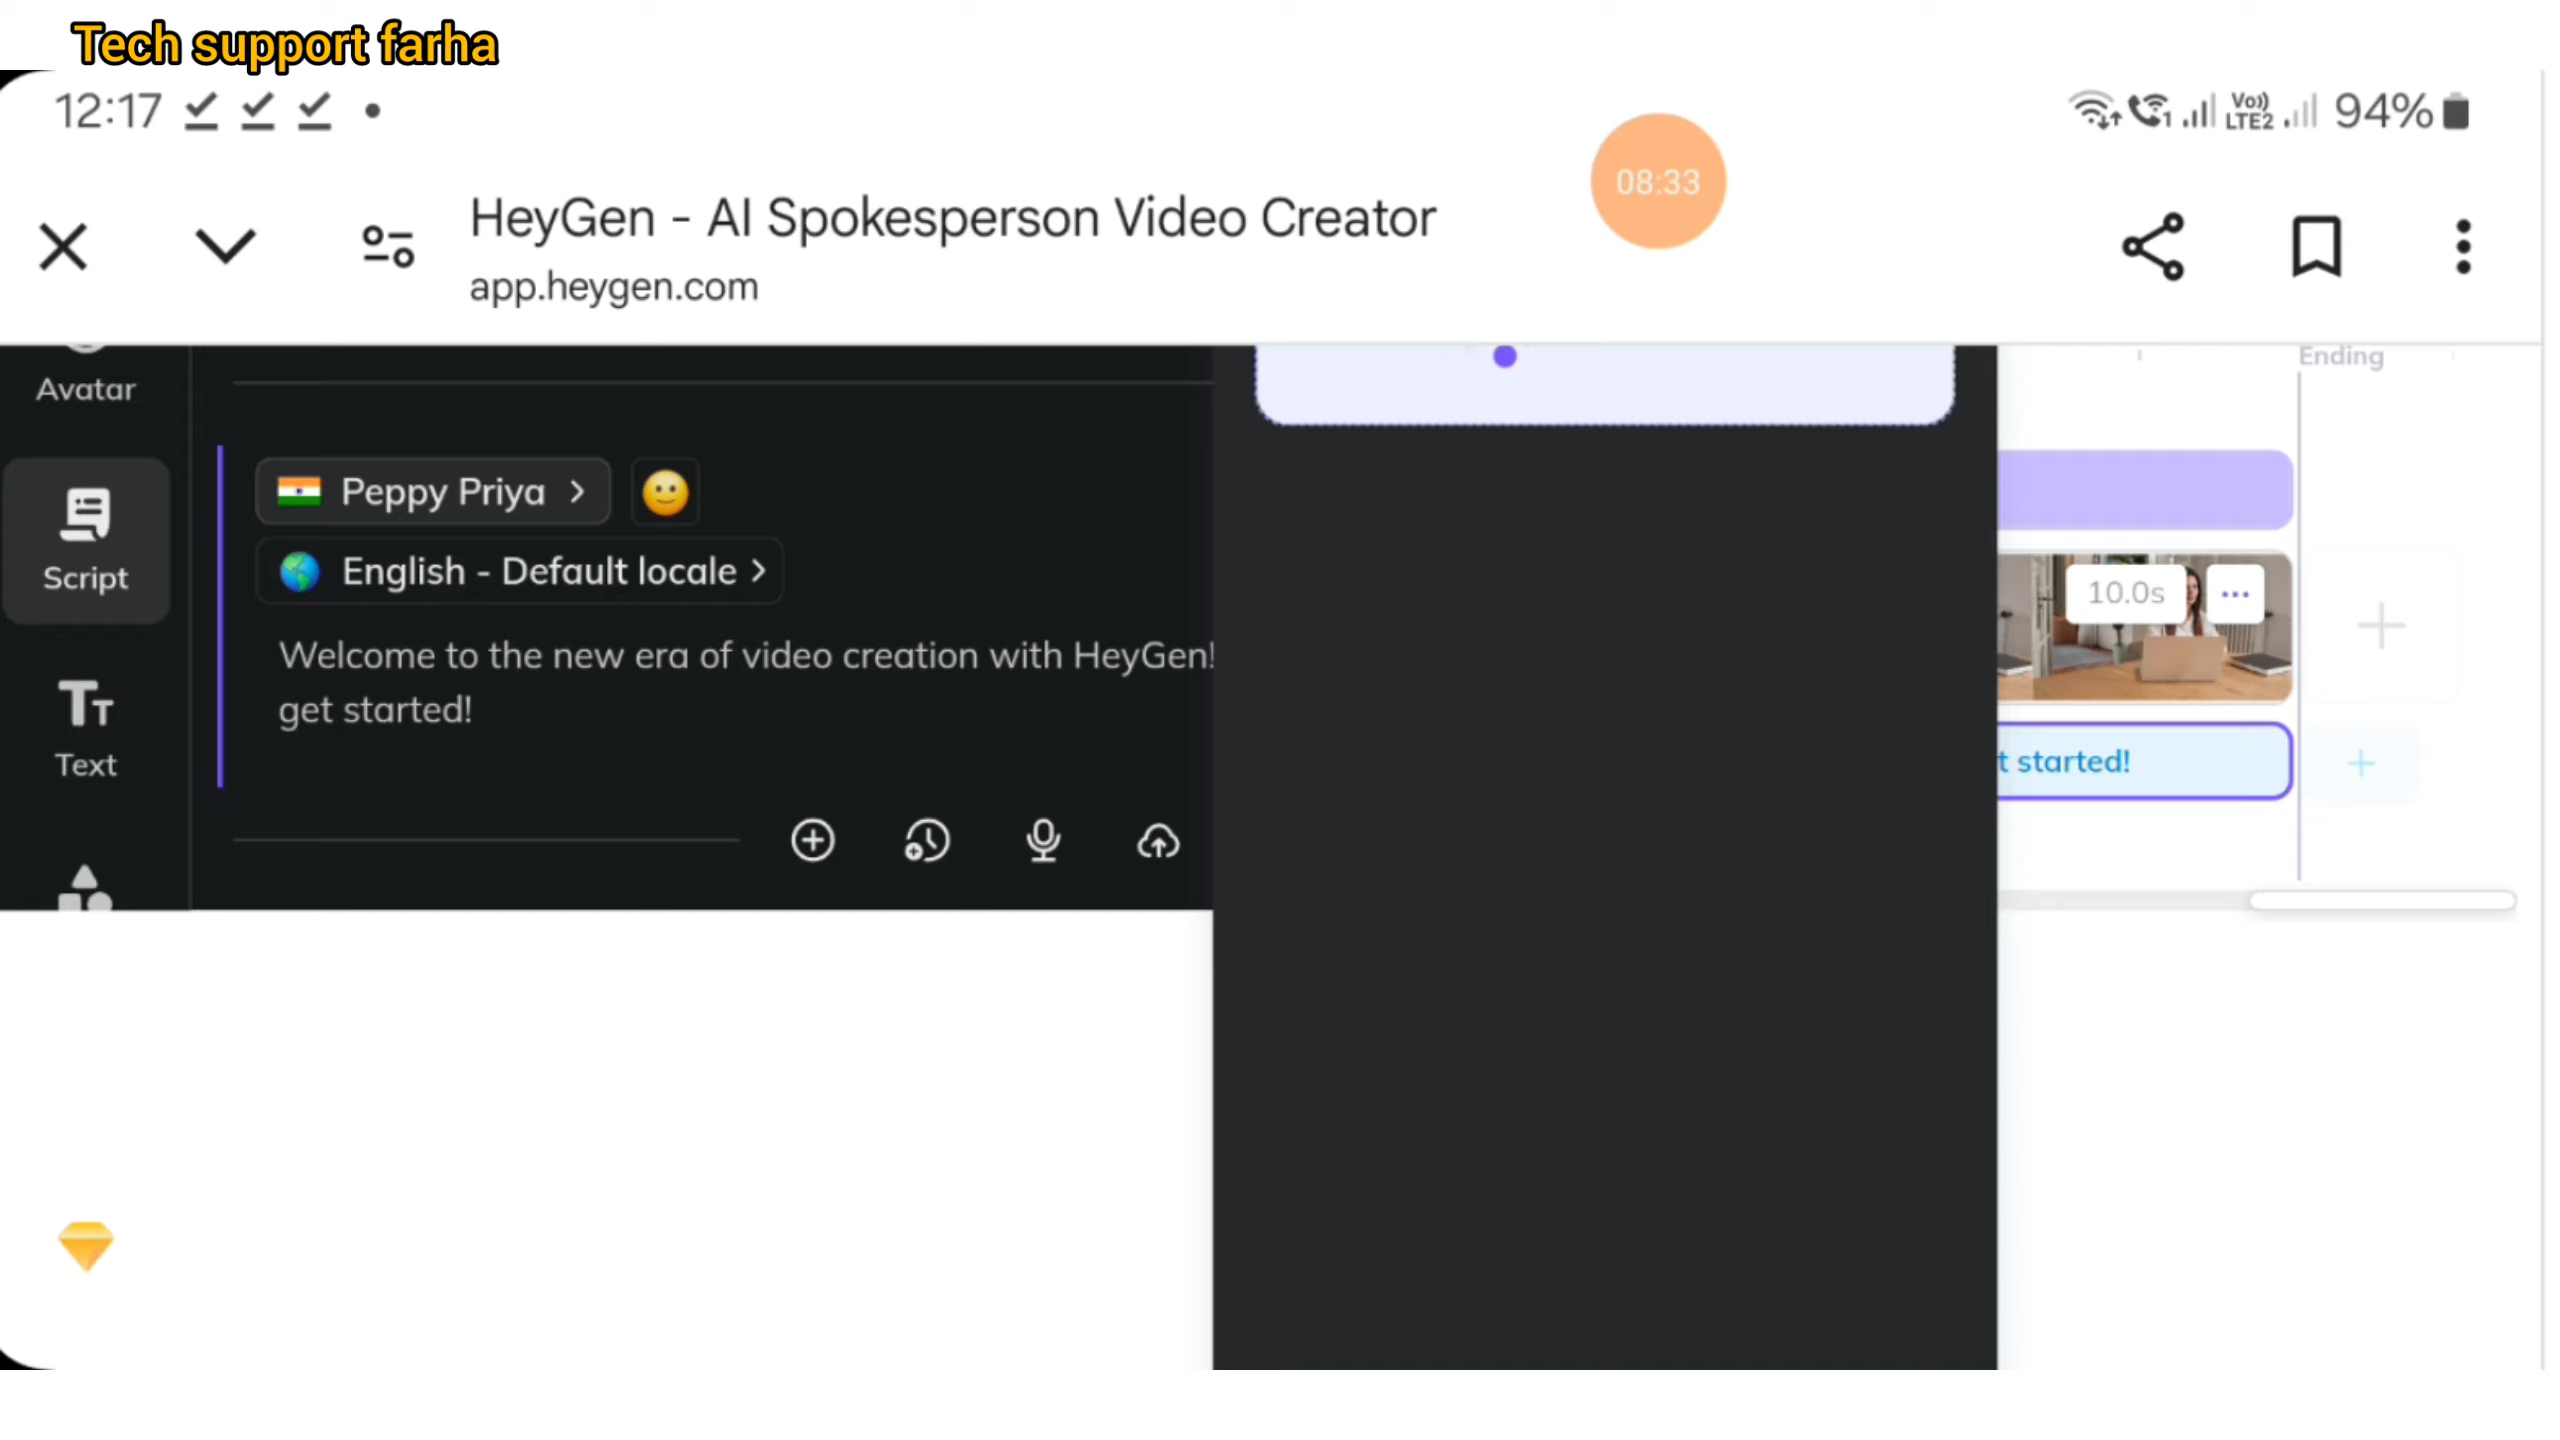 Tech support farha
12:17
Vo)) LTE2 94%
HeyGen - AI Spokesperson Video Creator
08:33
app.heygen.com
Avatar
Ending
Peppy Priya
English - Default locale
10.0s
Script
Welcome to the new era of video creation with HeyGen!
get started!
t started!
Text